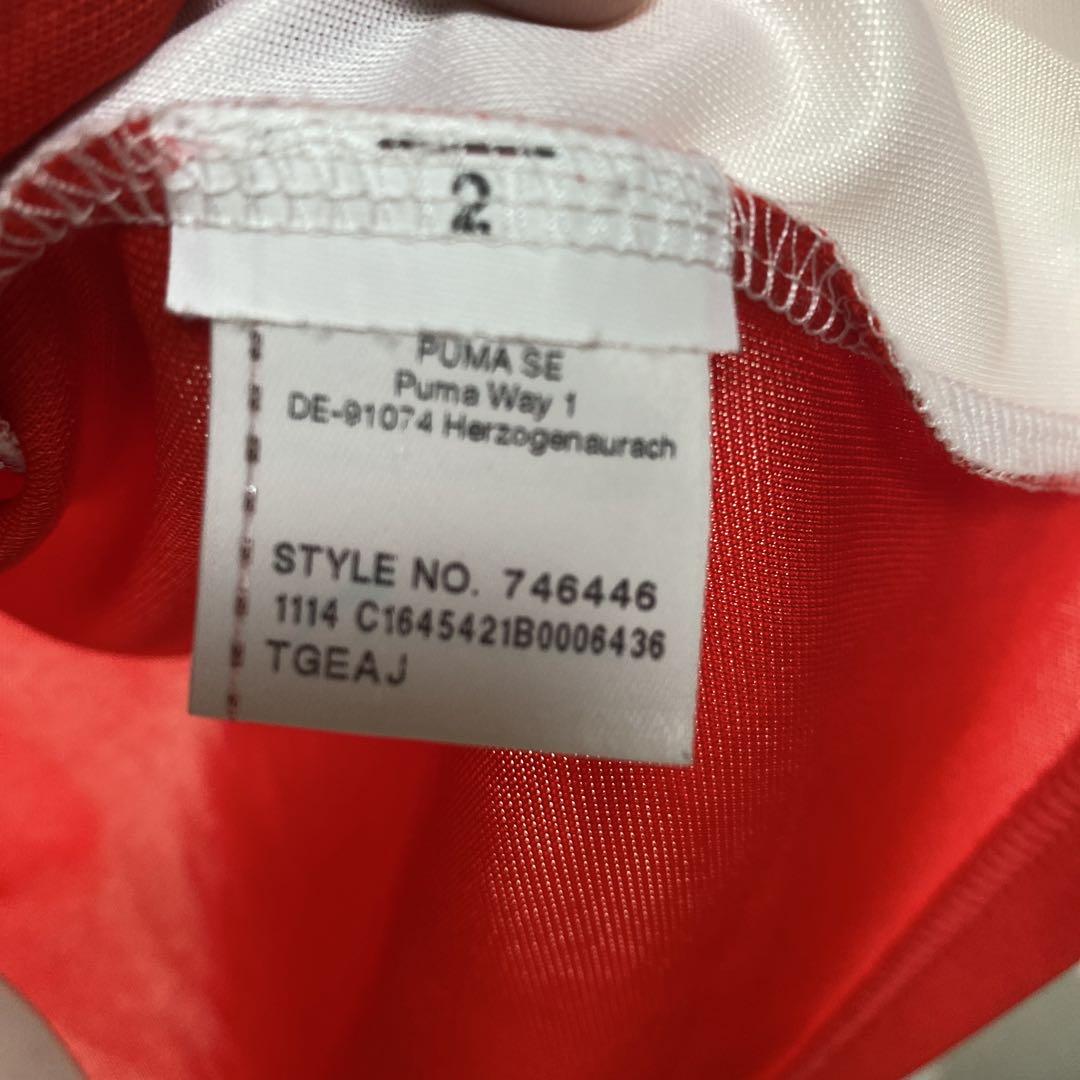 2
PUMA SE
Puma Way 1
DE-91074 Herzogenaurach
STYLE NO. 746446
1114 C1645421B0006436
TGEAJ